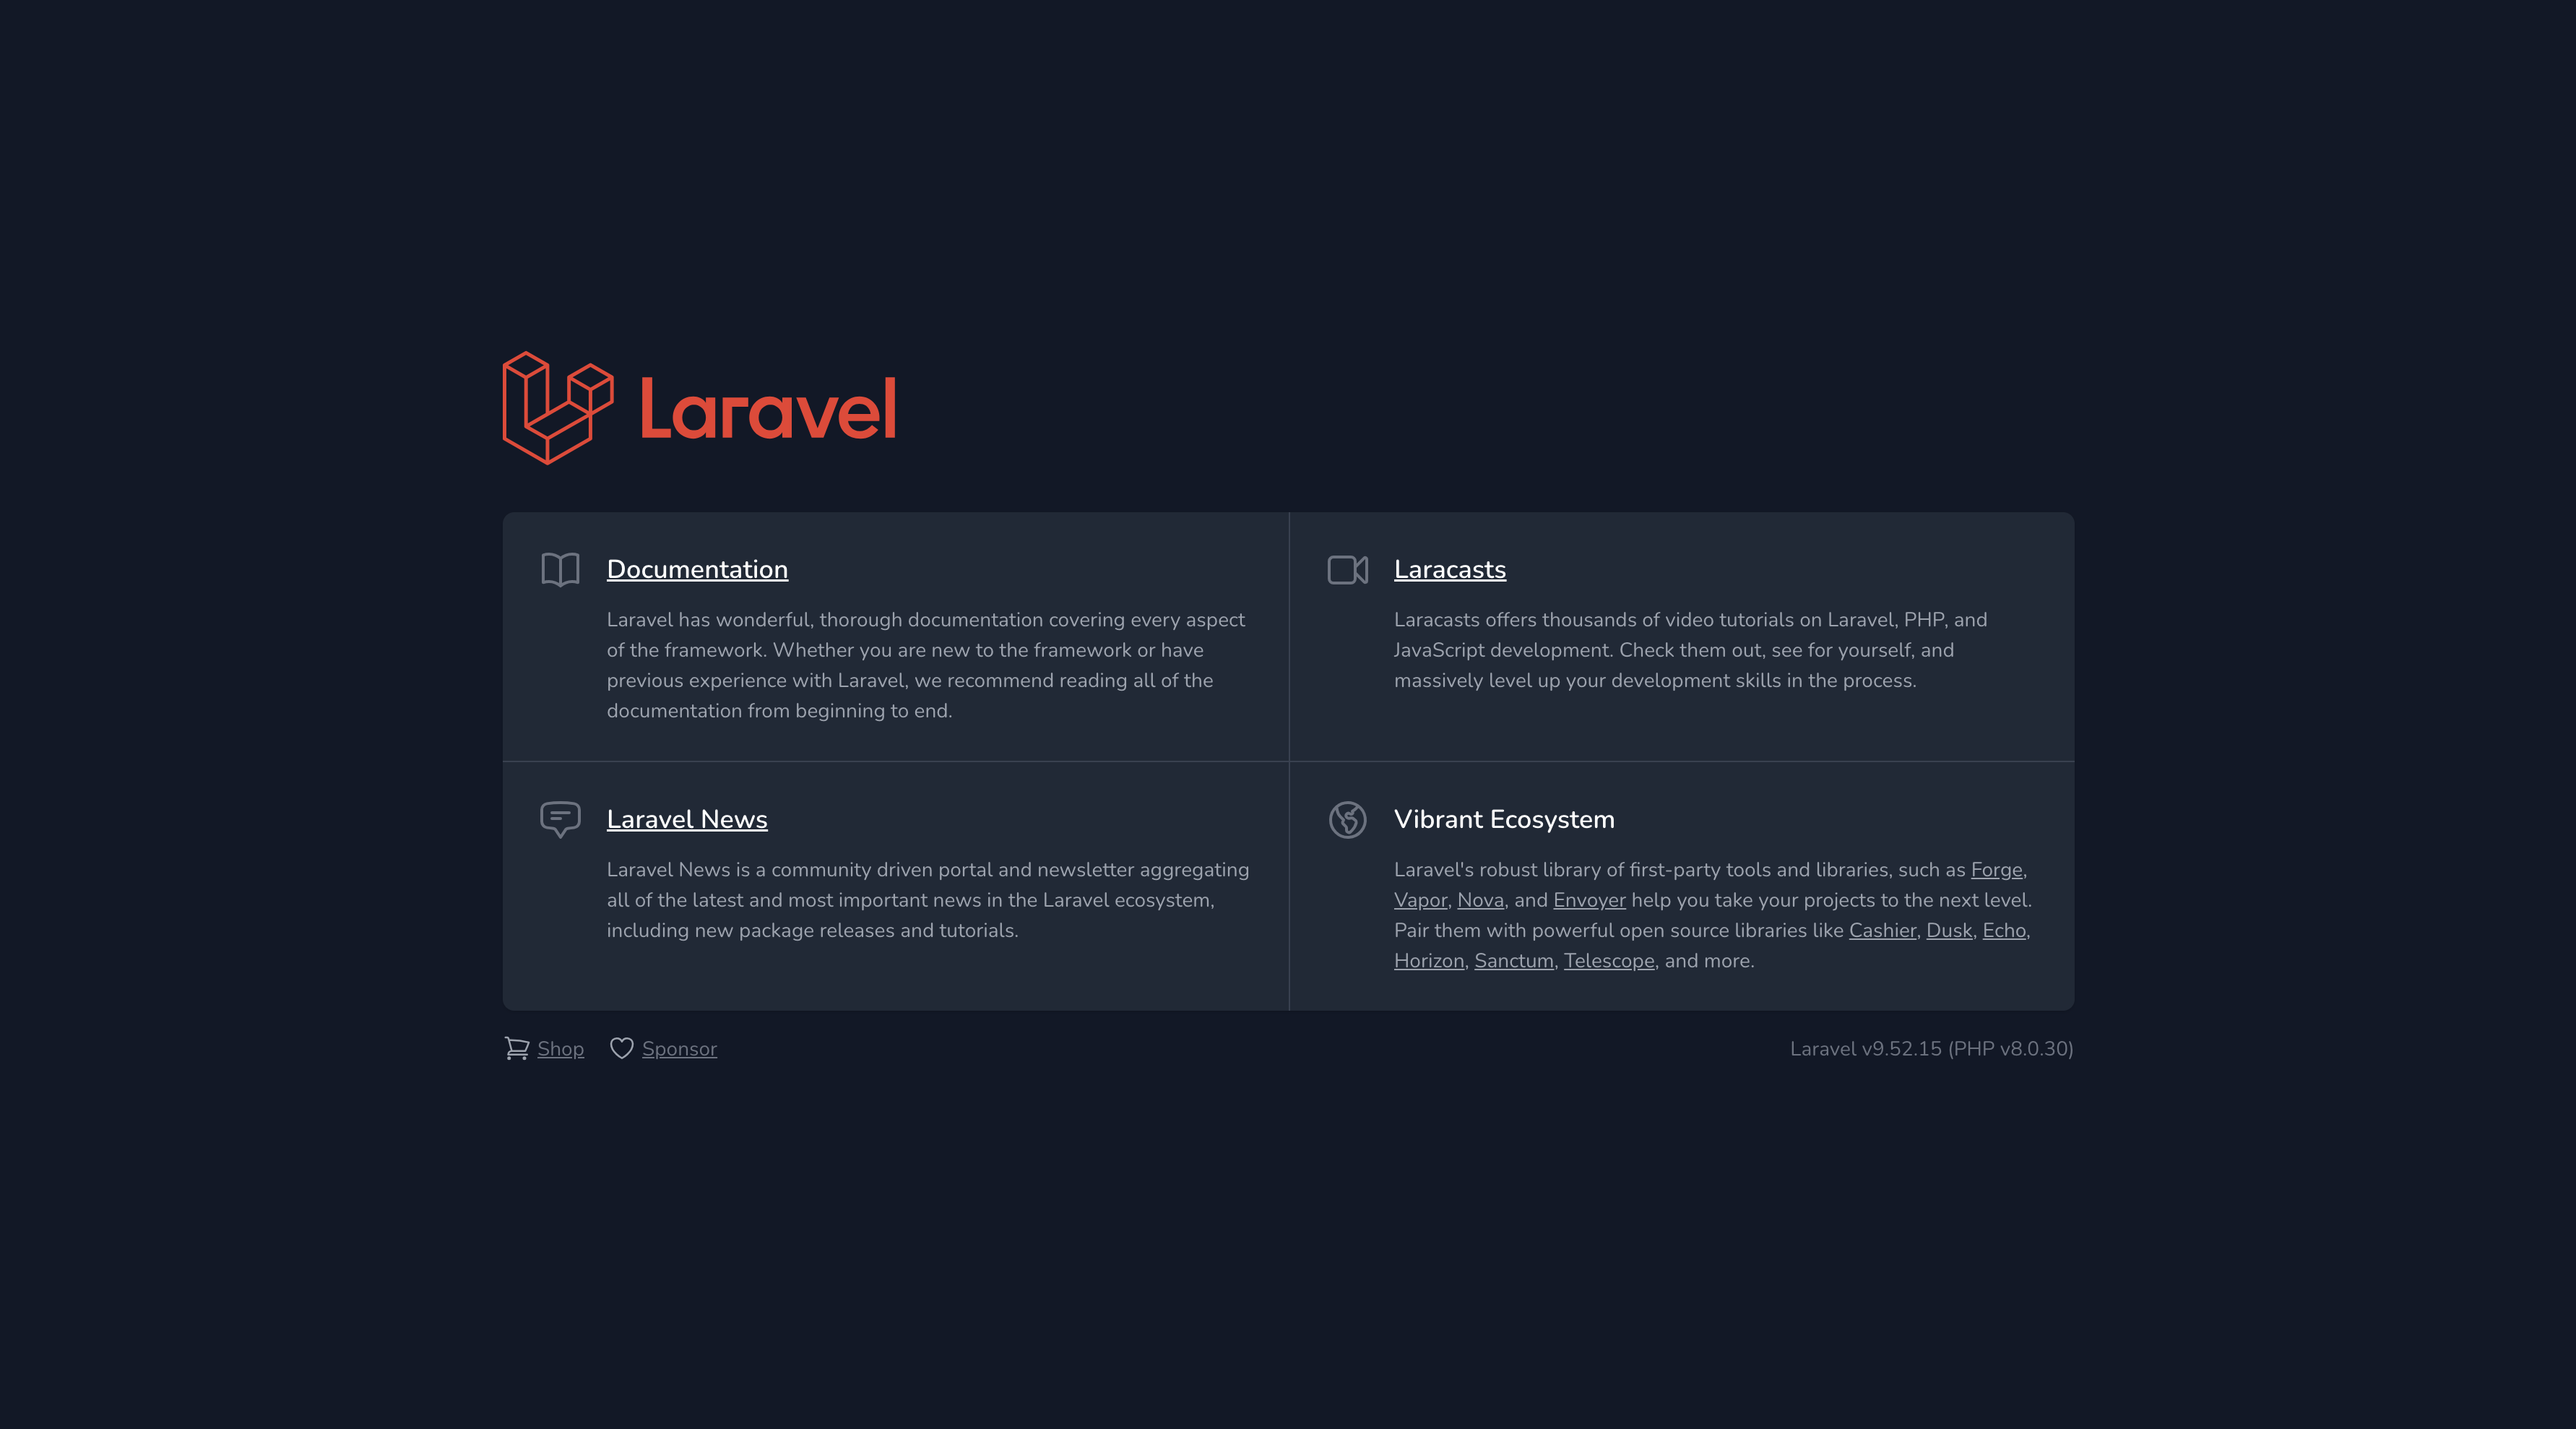 Laravel
Documentation
Laravel has wonderful, thorough documentation covering every aspect
of the framework. Whether you are new to the framework or have
previous experience with Laravel, we recommend reading all of the
documentation from beginning to end.
Laracasts
Laracasts offers thousands of video tutorials on Laravel, PHP, and
JavaScript development. Check them out, see for yourself, and
massively level up your development skills in the process.
Laravel News
Laravel News is a community driven portal and newsletter aggregating
all of the latest and most important news in the Laravel ecosystem,
including new package releases and tutorials.
Vibrant Ecosystem
Laravel's robust library of first-party tools and libraries, such as Forge,
Vapor, Nova, and Envoyer help you take your projects to the next level.
Pair them with powerful open source libraries like Cashier, Dusk, Echo,
Horizon, Sanctum, Telescope, and more.
Shop Sponsor
Laravel v9.52.15 (PHP v8.0.30)